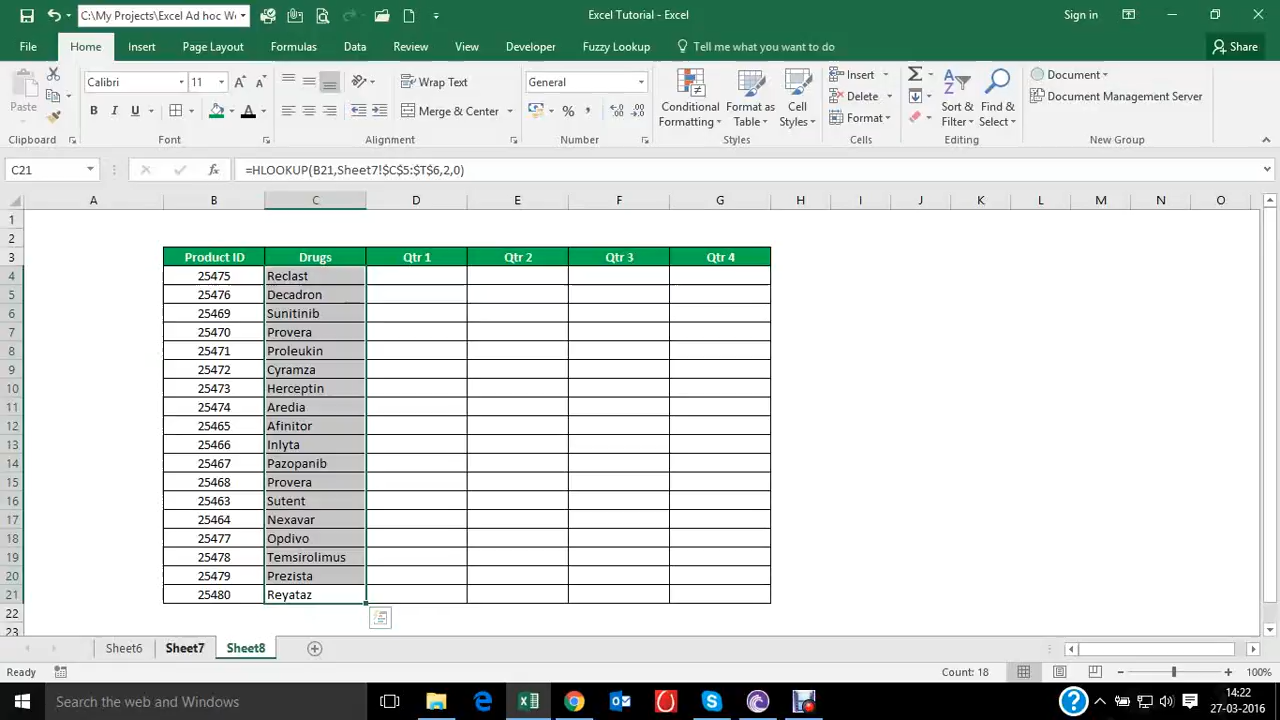 C:\My Projects\Excel Ad hoc We
Excel Tutorial - Excel
Sign in
File Home Insert Page Layout Formulas Data Review View Developer Fuzzy Lookup Tell me what you want to do Share
Paste Calibri 11 Wrap Text General Conditional Formatting Format as Table Cell Styles Insert Sort & Filter Find & Select Document
B I U A Merge & Center % Delete Document Management Server
Format
Clipboard Font Alignment Number Styles Cells Editing New Group
C21 fx =HLOOKUP(B21,Sheet7!$C$5:$T$6,2,0)
A B C D E F G H I J K L M N O
1
2
3 Product ID Drugs Qtr 1 Qtr 2 Qtr 3 Qtr 4
4 25475 Reclast
5 25476 Decadron
6 25469 Sunitinib
7 25470 Provera
8 25471 Proleukin
9 25472 Cyramza
10 25473 Herceptin
11 25474 Aredia
12 25465 Afinitor
13 25466 Inlyta
14 25467 Pazopanib
15 25468 Provera
16 25463 Sutent
17 25464 Nexavar
18 25477 Opdivo
19 25478 Temsirolimus
20 25479 Prezista
21 25480 Reyataz
22
23
Sheet6 Sheet7 Sheet8
Ready Count: 18 100%
Search the web and Windows
14:22
27-03-2016